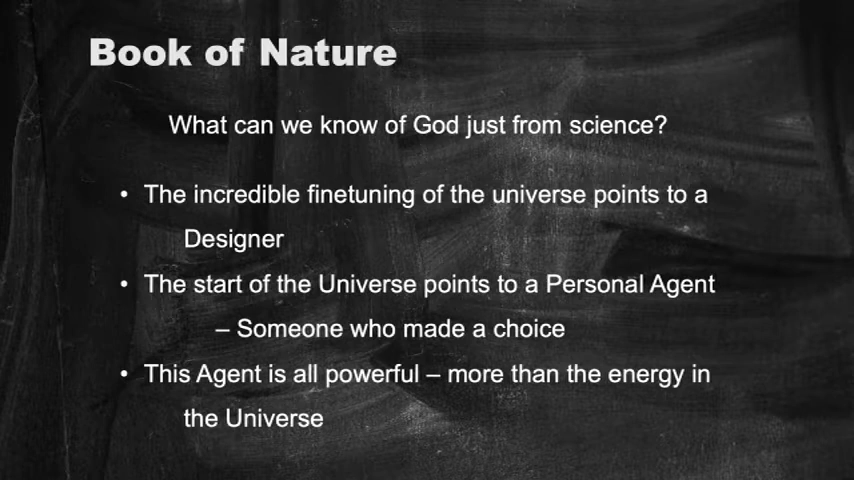 Book of Nature
What can we know of God just from science?
• The incredible finetuning of the universe points to a
Designer
• The start of the Universe points to a Personal Agent
– Someone who made a choice
• This Agent is all powerful – more than the energy in
the Universe